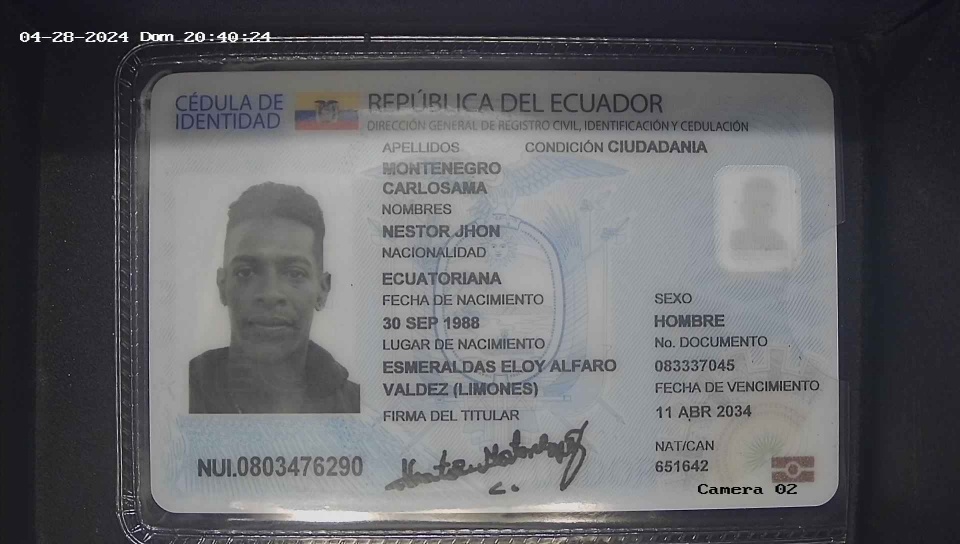 04-28-2024 Dom 20:40:24
CÉDULA DE
IDENTIDAD
REPÚBLICA DEL ECUADOR
DIRECCIÓN GENERAL DE REGISTRO CIVIL, IDENTIFICACIÓN Y CEDULACIÓN
APELLIDOS CONDICIÓN CIUDADANIA
MONTENEGRO
CARLOSAMA
NOMBRES
NESTOR JHON
NACIONALIDAD
ECUATORIANA
FECHA DE NACIMIENTO
30 SEP 1988
LUGAR DE NACIMIENTO
ESMERALDAS ELOY ALFARO
VALDEZ (LIMONES)
FIRMA DEL TITULAR
SEXO
HOMBRE
No. DOCUMENTO
083337045
FECHA DE VENCIMIENTO
11 ABR 2034
NAT/CAN
651642
NUI.0803476290
Camera 02